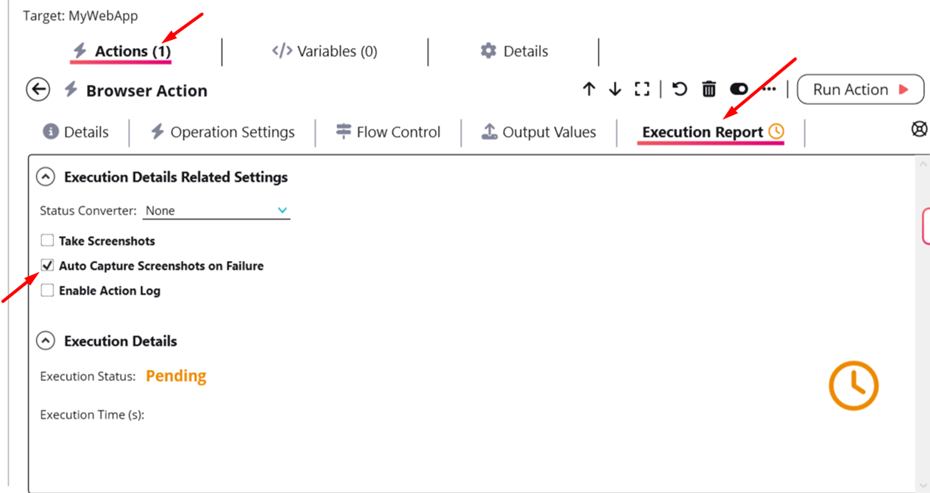 Target: MyWebApp
Actions (1)
Variables (0)
Details
Browser Action
Run Action
Details
Operation Settings
Flow Control
Output Values
Execution Report
Execution Details Related Settings
Status Converter: None
Take Screenshots
Auto Capture Screenshots on Failure
Enable Action Log
Execution Details
Execution Status: Pending
Execution Time (s):